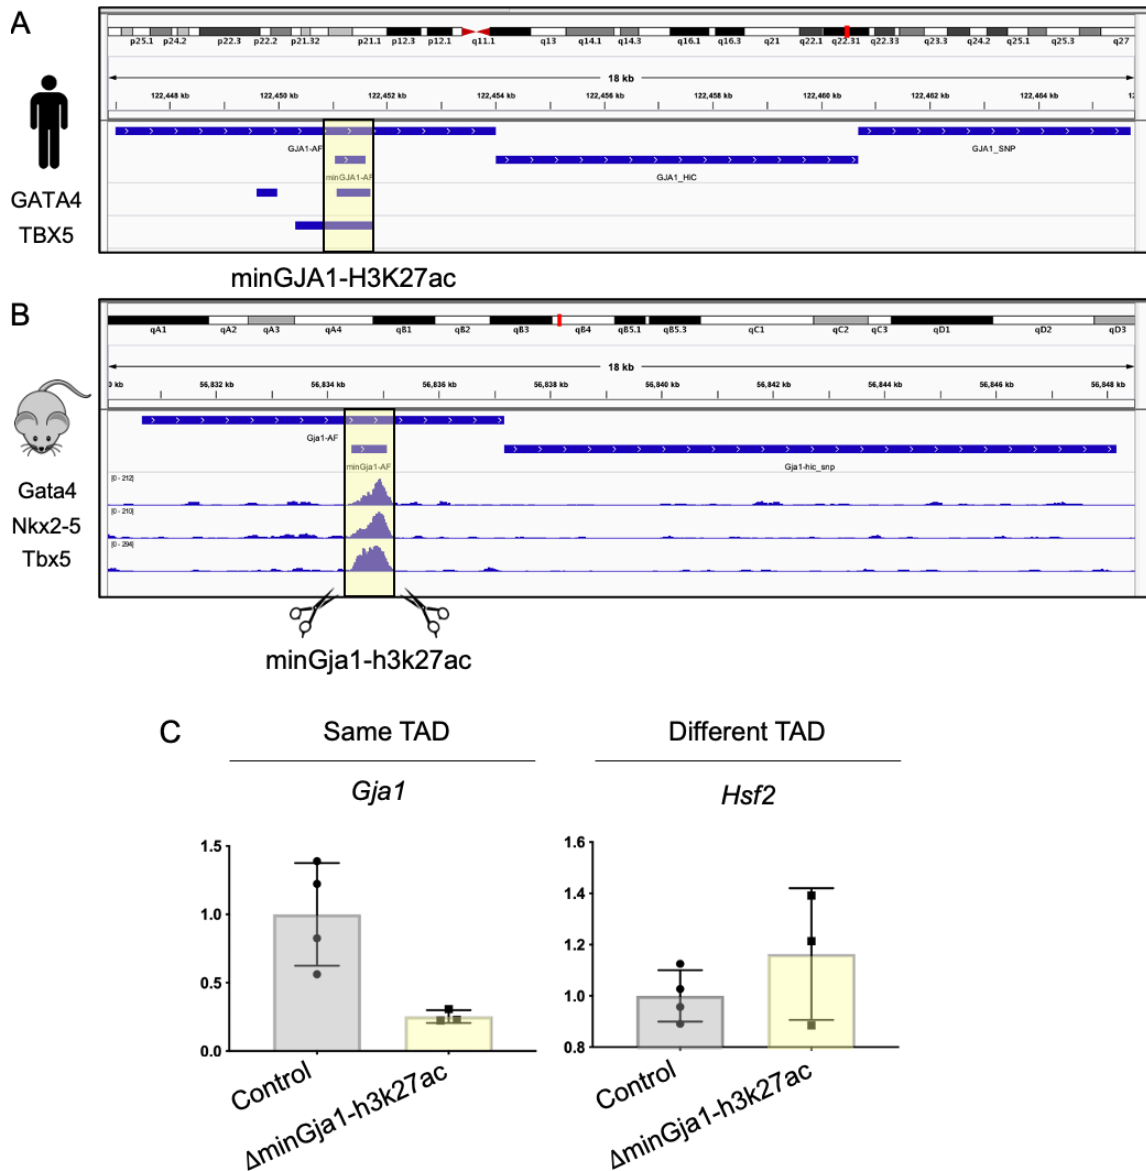 A
p25.1 p24.2 p22.3 p22.2 p21.32 p21.1 p12.3 p12.1 q11.1 q13 q14.1 q14.3 q16.1 q16.3 q21 q22.1 q22.31 q22.33 q23.3 q24.2 q25.1 q25.3 q27
18 kb
122,448 kb 122,450 kb 122,452 kb 122,454 kb 122,456 kb 122,458 kb 122,460 kb 122,462 kb 122,464 kb 12
GJA1-AF GJA1_SNP
minGJA1-AF GJA1_HiC
GATA4
TBX5
minGJA1-H3K27ac
B
qA1 qA2 qA3 qA4 qB1 qB2 qB3 qB4 qB5.1 qB5.3 qC1 qC2 qC3 qD1 qD2 qD3
18 kb
0 kb 56,832 kb 56,834 kb 56,836 kb 56,838 kb 56,840 kb 56,842 kb 56,844 kb 56,846 kb 56,848 kb
Gja1-AF
minGja1-AF Gja1-hic_snp
Gata4 [0 - 212]
Nkx2-5 [0 - 210]
Tbx5 [0 - 294]
minGja1-h3k27ac
C
Same TAD Different TAD
Gja1 Hsf2
1.5
1.0
0.5
0.0
Control
ΔminGja1-h3k27ac
1.6
1.4
1.2
1.0
0.8
Control
ΔminGja1-h3k27ac